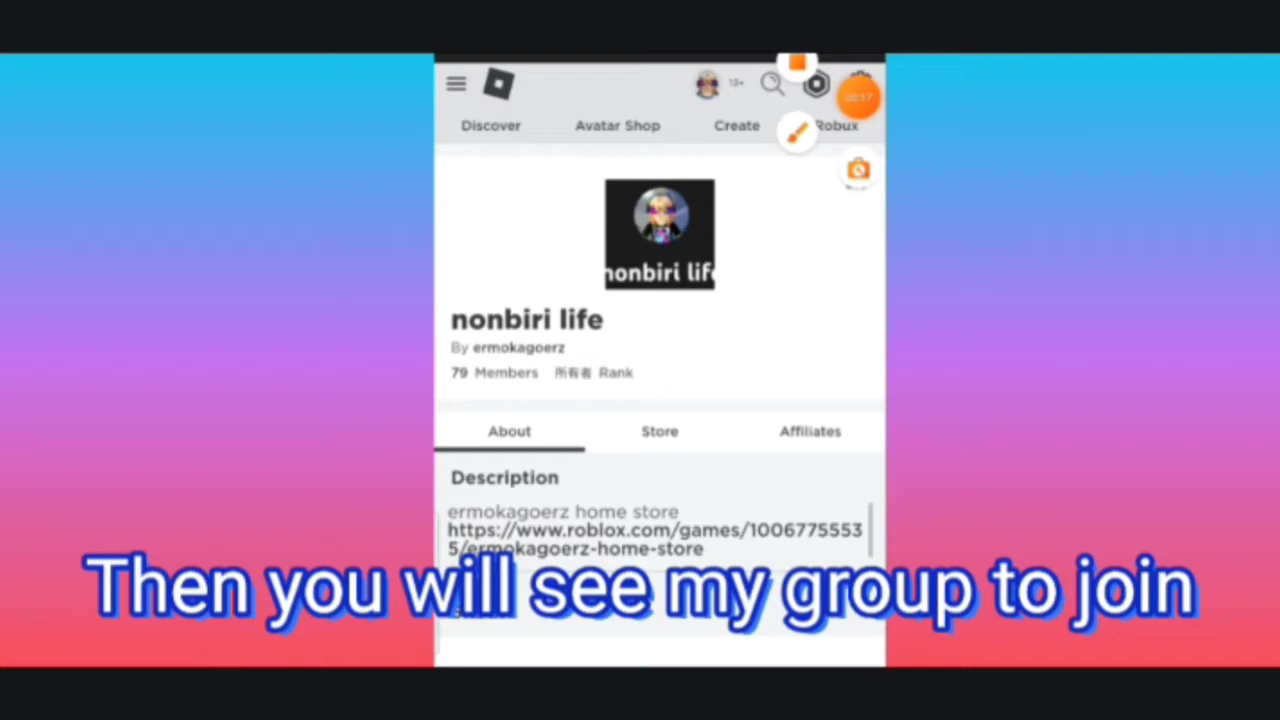 13+
00:17
Discover Avatar Shop Create Robux
nonbiri life
nonbiri life
By ermokagoerz
79 Members 所有者 Rank
About Store Affiliates
Description
ermokagoerz home store
https://www.roblox.com/games/1006775553
5/ermokagoerz-home-store
Then you will see my group to join